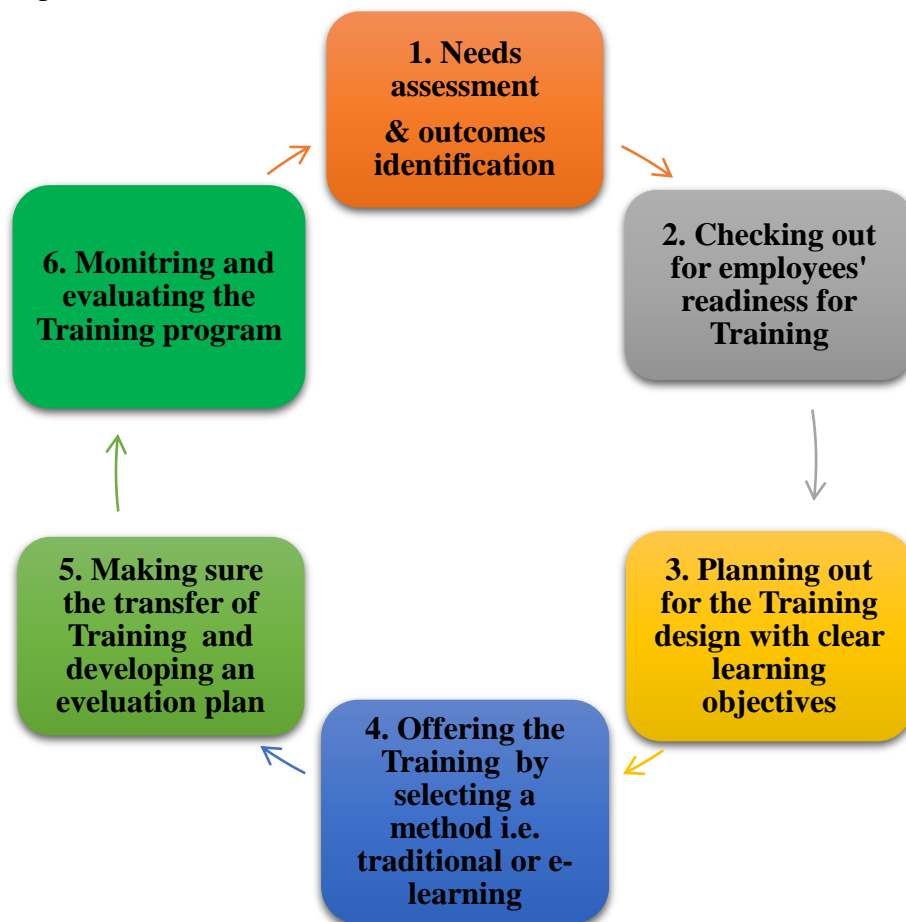 1. Needs
assessment
& outcomes
identification
2. Checking out
for employees'
readiness for
Training
3. Planning out
for the Training
design with clear
learning
objectives
4. Offering the
Training by
selecting a
method i.e.
traditional or e-
learning
5. Making sure
the transfer of
Training and
developing an
eveluation plan
6. Monitring and
evaluating the
Training program